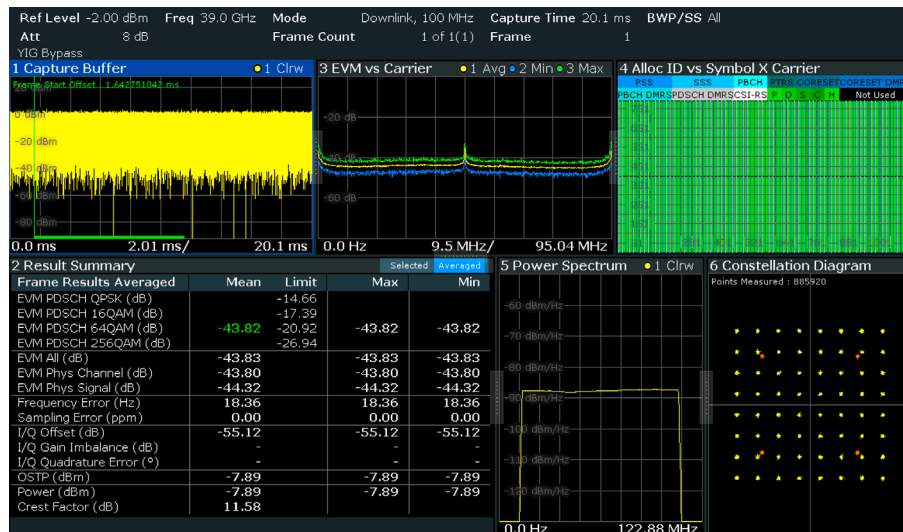 Ref Level -2.00 dBm Freq 39.0 GHz Mode Downlink, 100 MHz Capture Time 20.1 ms BWP/SS All
Att 8 dB Frame Count 1 of 1(1) Frame 1
YIG Bypass
1 Capture Buffer 1 Clrw
Frame Start Offset : 1.642751042 ms
0 dBm
-20 dBm
-40 dBm
-60 dBm
-80 dBm
0.0 ms 2.01 ms/ 20.1 ms
3 EVM vs Carrier 1 Avg 2 Min 3 Max
-20 dB
-60 dB
0.0 Hz 9.5 MHz/ 95.04 MHz
4 Alloc ID vs Symbol X Carrier
PSS SSS PBCH PTRS CORESET CORESET DMR
PBCH DMRS PDSCH DMRS CSI-RS P D S C H Not Used
2 Result Summary Selected Averaged
Frame Results Averaged Mean Limit Max Min
EVM PDSCH QPSK (dB) -14.66
EVM PDSCH 16QAM (dB) -17.39
EVM PDSCH 64QAM (dB) -43.82 -20.92 -43.82 -43.82
EVM PDSCH 256QAM (dB) -26.94
EVM All (dB) -43.83 -43.83 -43.83
EVM Phys Channel (dB) -43.80 -43.80 -43.80
EVM Phys Signal (dB) -44.32 -44.32 -44.32
Frequency Error (Hz) 18.36 18.36 18.36
Sampling Error (ppm) 0.00 0.00 0.00
I/Q Offset (dB) -55.12 -55.12 -55.12
I/Q Gain Imbalance (dB) - - -
I/Q Quadrature Error (º) - - -
OSTP (dBm) -7.89 -7.89 -7.89
Power (dBm) -7.89 -7.89 -7.89
Crest Factor (dB) 11.58
5 Power Spectrum 1 Clrw
-60 dBm/Hz
-70 dBm/Hz
-80 dBm/Hz
-90 dBm/Hz
-100 dBm/Hz
-110 dBm/Hz
-120 dBm/Hz
0.0 Hz 122.88 MHz
6 Constellation Diagram
Points Measured : 885920